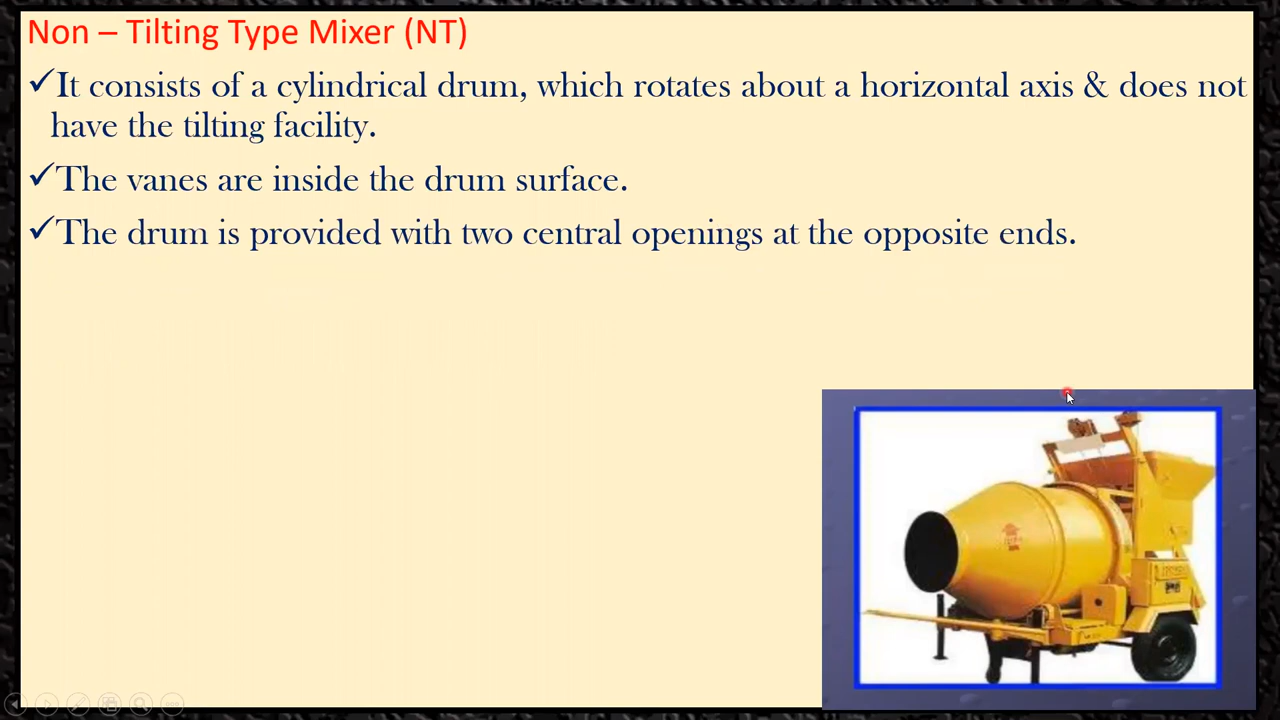 Non – Tilting Type Mixer (NT)
✓It consists of a cylindrical drum, which rotates about a horizontal axis & does not
have the tilting facility.
✓The vanes are inside the drum surface.
✓The drum is provided with two central openings at the opposite ends.